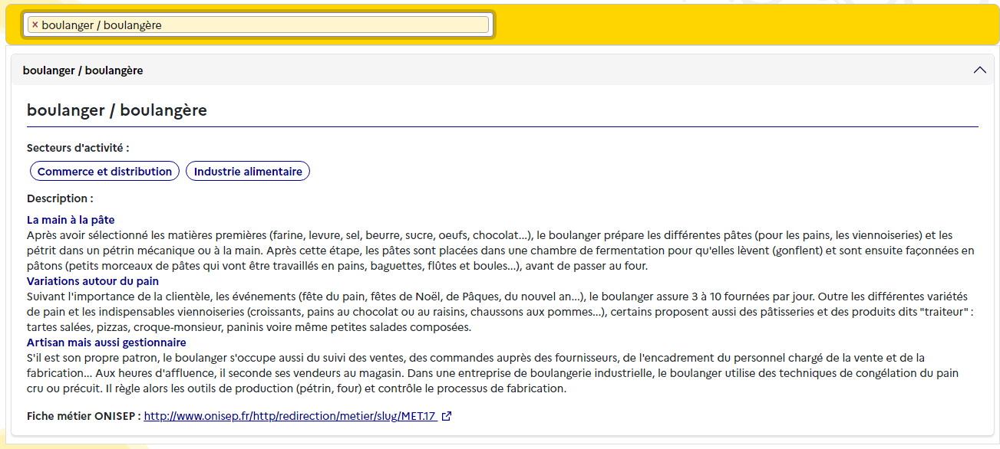 × boulanger / boulangère
boulanger / boulangère
boulanger / boulangère
Secteurs d'activité :
Commerce et distribution Industrie alimentaire
Description :
La main à la pâte
Après avoir sélectionné les matières premières (farine, levure, sel, beurre, sucre, oeufs, chocolat...), le boulanger prépare les différentes pâtes (pour les pains, les viennoiseries) et les
pétrit dans un pétrin mécanique ou à la main. Après cette étape, les pâtes sont placées dans une chambre de fermentation pour qu'elles lèvent (gonflent) et sont ensuite façonnées en
pâtons (petits morceaux de pâtes qui vont être travaillés en pains, baguettes, flûtes et boules...), avant de passer au four.
Variations autour du pain
Suivant l'importance de la clientèle, les événements (fête du pain, fêtes de Noël, de Pâques, du nouvel an...), le boulanger assure 3 à 10 fournées par jour. Outre les différentes variétés
de pain et les indispensables viennoiseries (croissants, pains au chocolat ou au raisins, chaussons aux pommes...), certains proposent aussi des pâtisseries et des produits dits "traiteur" :
tartes salées, pizzas, croque-monsieur, paninis voire même petites salades composées.
Artisan mais aussi gestionnaire
S'il est son propre patron, le boulanger s'occupe aussi du suivi des ventes, des commandes auprès des fournisseurs, de l'encadrement du personnel chargé de la vente et de la
fabrication... Aux heures d'affluence, il seconde ses vendeurs au magasin. Dans une entreprise de boulangerie industrielle, le boulanger utilise des techniques de congélation du pain
cru ou précuit. Il règle alors les outils de production (pétrin, four) et contrôle le processus de fabrication.
Fiche métier ONISEP : http://www.onisep.fr/http/redirection/metier/slug/MET.17